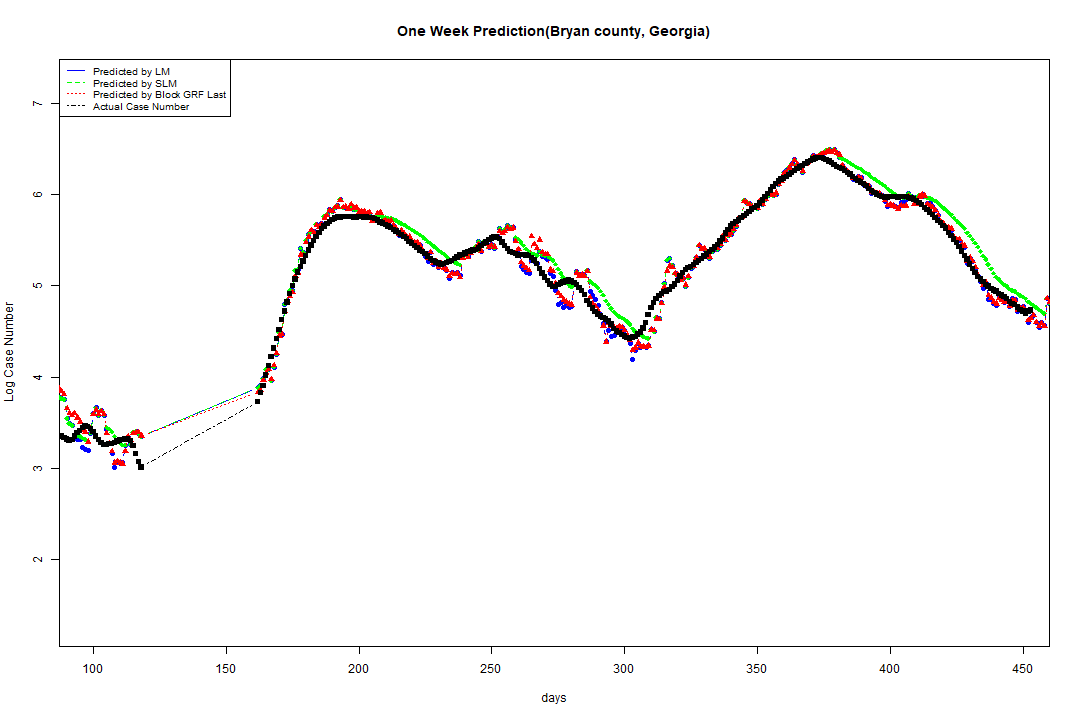 One Week Prediction(Bryan county, Georgia)
Predicted by LM
Predicted by SLM
Predicted by Block GRF Last
Actual Case Number
Log Case Number
7
6
5
4
3
2
100 150 200 250 300 350 400 450
days